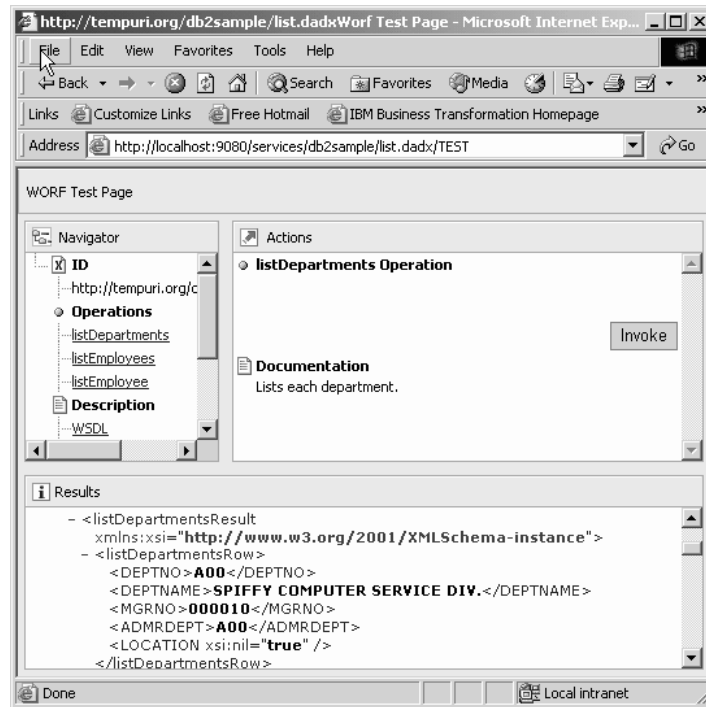 http://tempuri.org/db2sample/list.dadxWorf Test Page - Microsoft Internet Exp...
File Edit View Favorites Tools Help
Back Search Favorites Media
Links Customize Links Free Hotmail IBM Business Transformation Homepage
Address http://localhost:9080/services/db2sample/list.dadx/TEST Go
WORF Test Page
Navigator
ID
http://tempuri.org/c
Operations
listDepartments
listEmployees
listEmployee
Description
WSDL
Actions
listDepartments Operation
Invoke
Documentation
Lists each department.
Results
- <listDepartmentsResult
xmlns:xsi="http://www.w3.org/2001/XMLSchema-instance">
- <listDepartmentsRow>
<DEPTNO>A00</DEPTNO>
<DEPTNAME>SPIFFY COMPUTER SERVICE DIV.</DEPTNAME>
<MGRNO>000010</MGRNO>
<ADMRDEPT>A00</ADMRDEPT>
<LOCATION xsi:nil="true" />
</listDepartmentsRow>
Done Local intranet